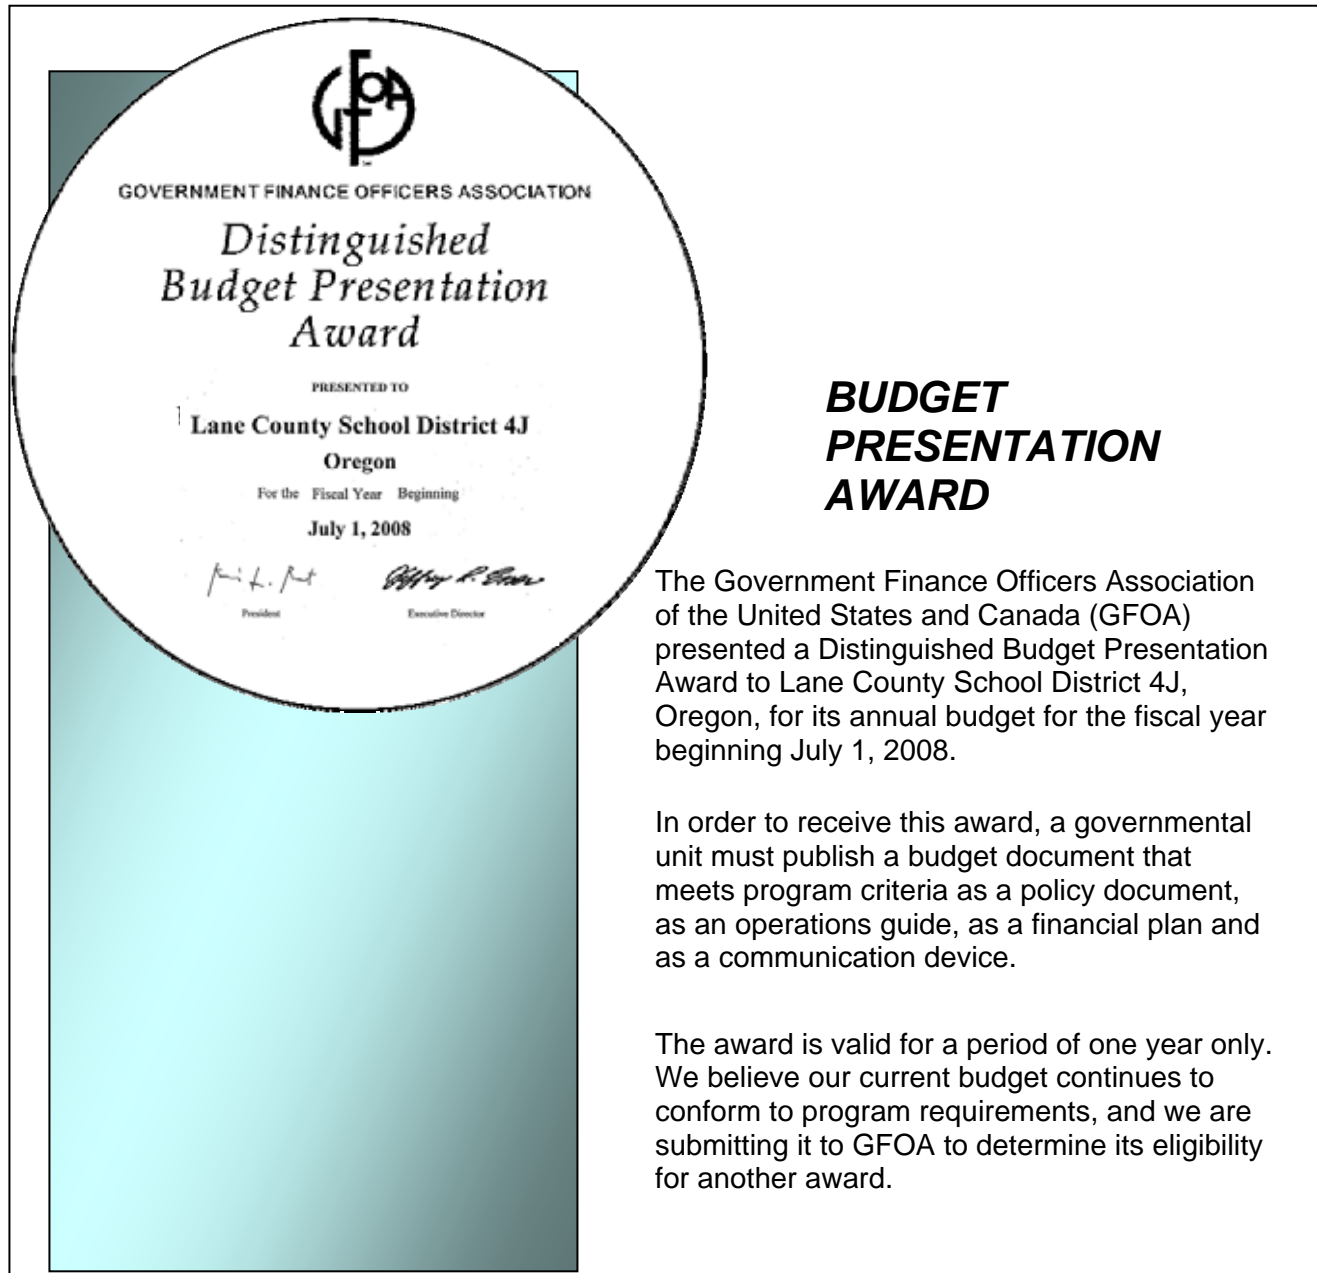 GFOA
GOVERNMENT FINANCE OFFICERS ASSOCIATION
Distinguished
Budget Presentation
Award
PRESENTED TO
Lane County School District 4J
Oregon
For the Fiscal Year Beginning
July 1, 2008
President
Executive Director
BUDGET
PRESENTATION
AWARD
The Government Finance Officers Association
of the United States and Canada (GFOA)
presented a Distinguished Budget Presentation
Award to Lane County School District 4J,
Oregon, for its annual budget for the fiscal year
beginning July 1, 2008.
In order to receive this award, a governmental
unit must publish a budget document that
meets program criteria as a policy document,
as an operations guide, as a financial plan and
as a communication device.
The award is valid for a period of one year only.
We believe our current budget continues to
conform to program requirements, and we are
submitting it to GFOA to determine its eligibility
for another award.